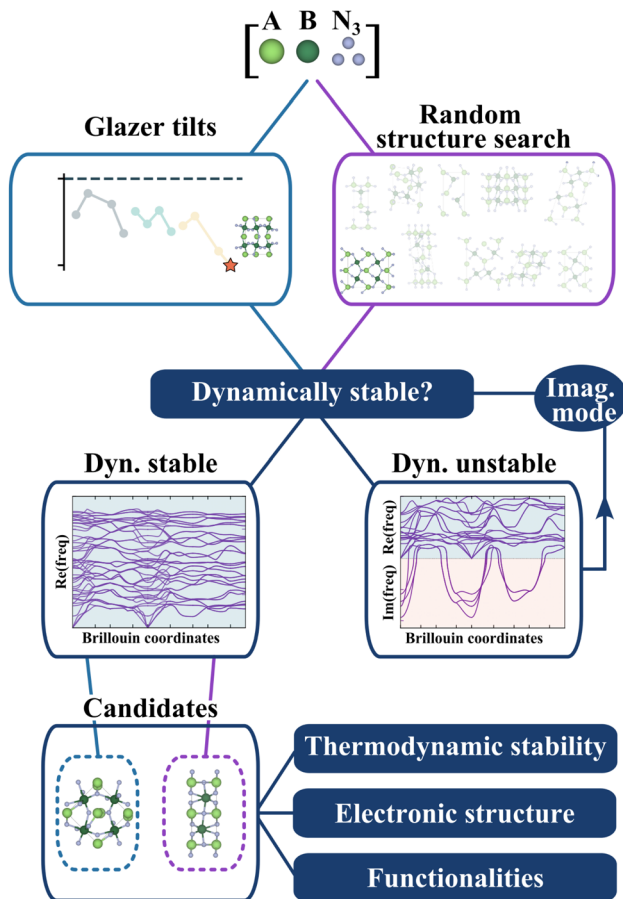 [A B N₃]
Glazer tilts
Random
structure search
Dynamically stable?
Imag.
mode
Dyn. stable
Dyn. unstable
Re(freq)
Brillouin coordinates
Re(freq)
Im(freq)
Brillouin coordinates
Candidates
Thermodynamic stability
Electronic structure
Functionalities